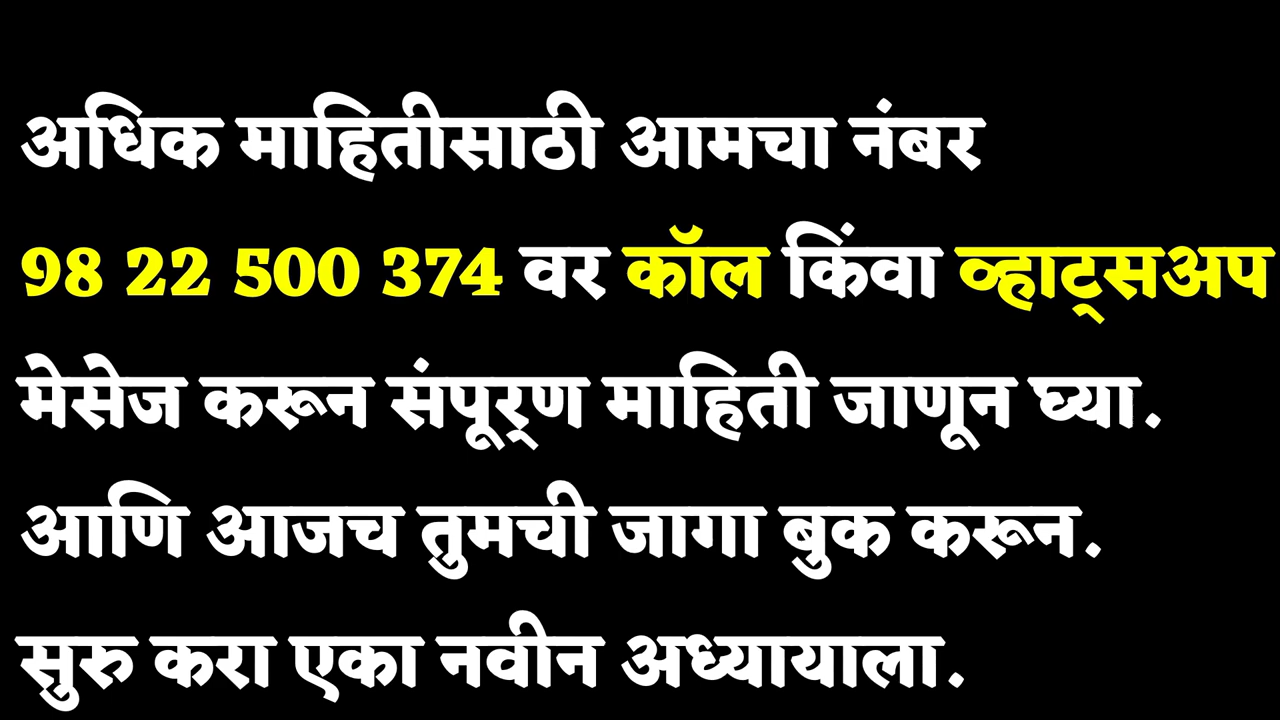 अधिक माहितीसाठी आमचा नंबर
98 22 500 374 वर कॉल किंवा व्हाट्सअप
मेसेज करून संपूर्‍ण माहिती जाणून घ्या.
आणि आजच तुमची जागा बुक करून.
सुरु करा एका नवीन अध्यायाला.